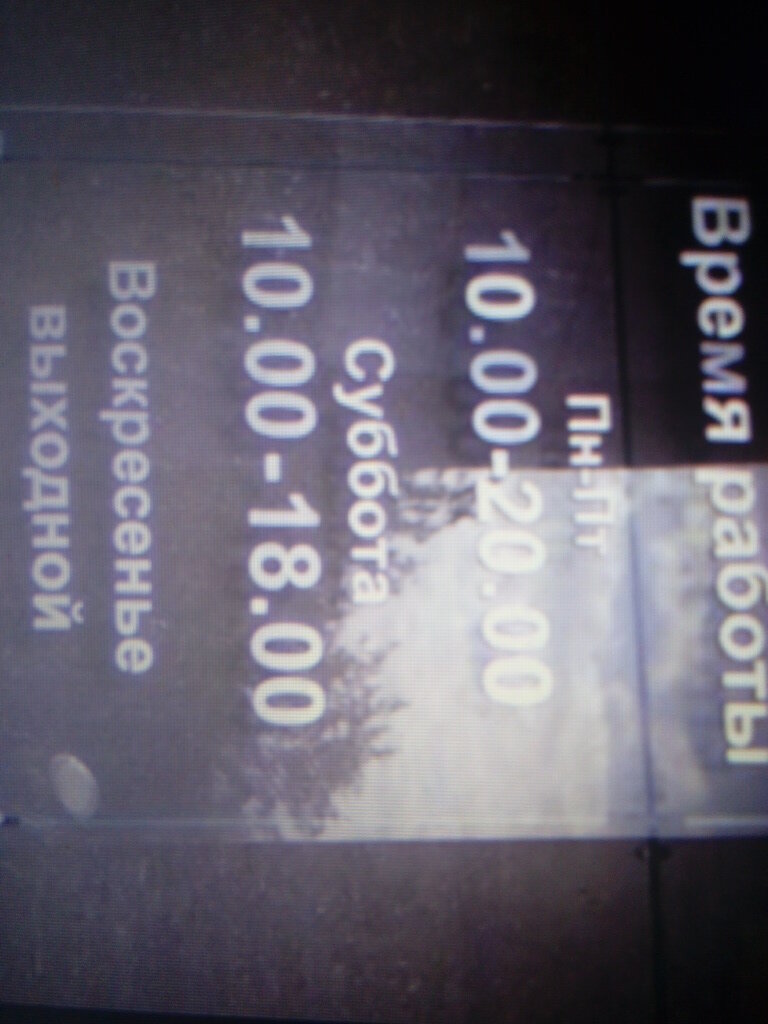 Время работы
Пн-Пт
10.00-20.00
Суббота
10.00-18.00
Воскресенье
выходной